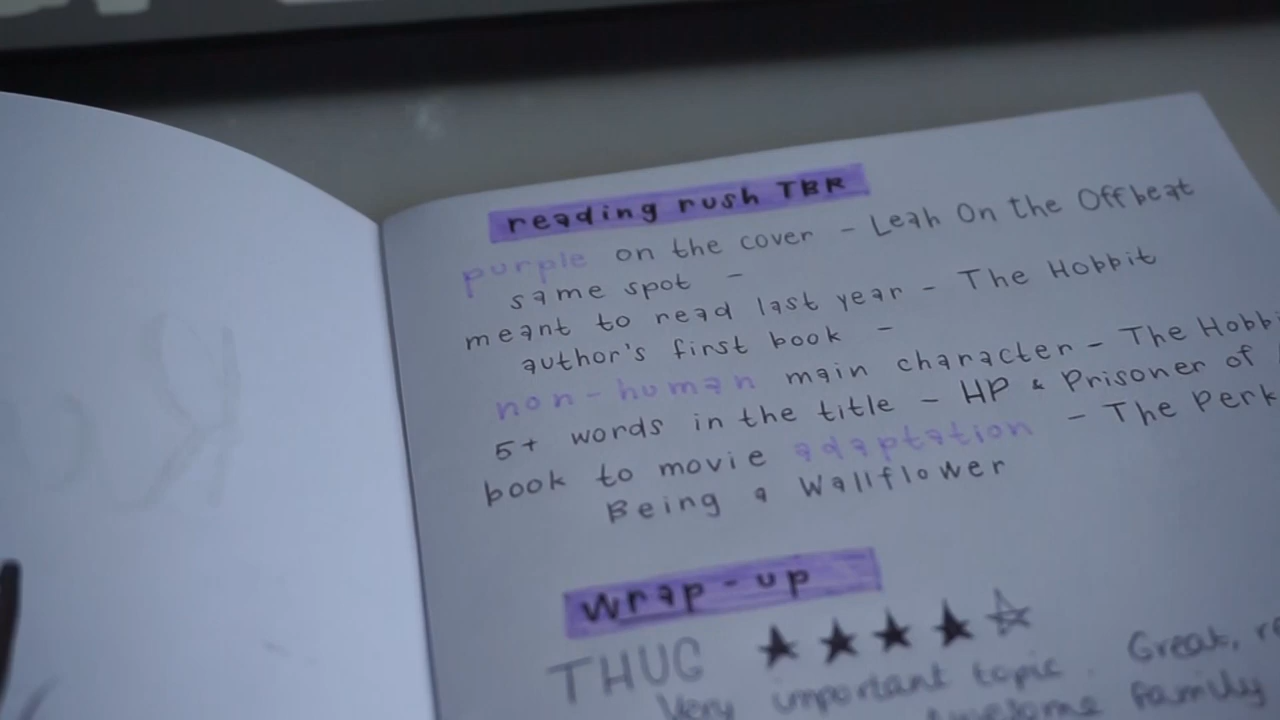 reading rush TBR
purple on the cover - Leah On the Offbeat
same spot -
meant to read last year - The Hobbit
author's first book -
non-human main character - The Hobbi
5+ words in the title - HP & Prisoner of
book to movie adaptation - The Perk
Being a Wallflower
wrap-up
THUG ★★★★☆
Very important topic. Great,
Awesome family